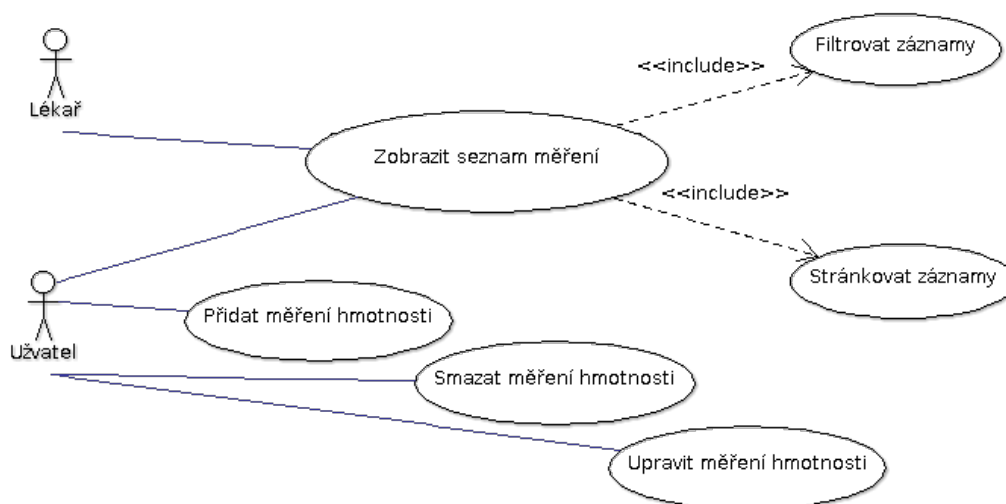 Filtrovat záznamy
<<include>>
Lékař
Zobrazit seznam měření
<<include>>
Stránkovat záznamy
Přidat měření hmotnosti
Užvatel
Smazat měření hmotnosti
Upravit měření hmotnosti